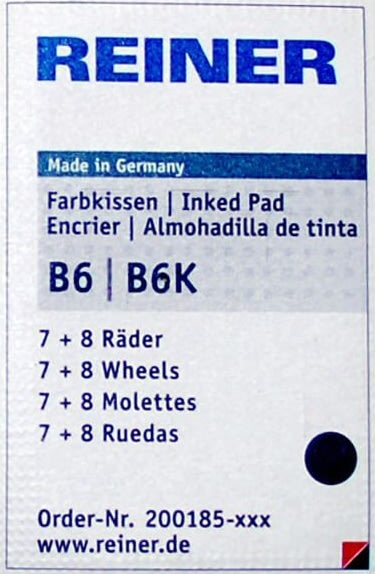 REINER
Made in Germany
Farbkissen | Inked Pad
Encrier | Almohadilla de tinta
B6 | B6K
7 + 8 Räder
7 + 8 Wheels
7 + 8 Molettes
7 + 8 Ruedas
Order-Nr. 200185-xxx
www.reiner.de